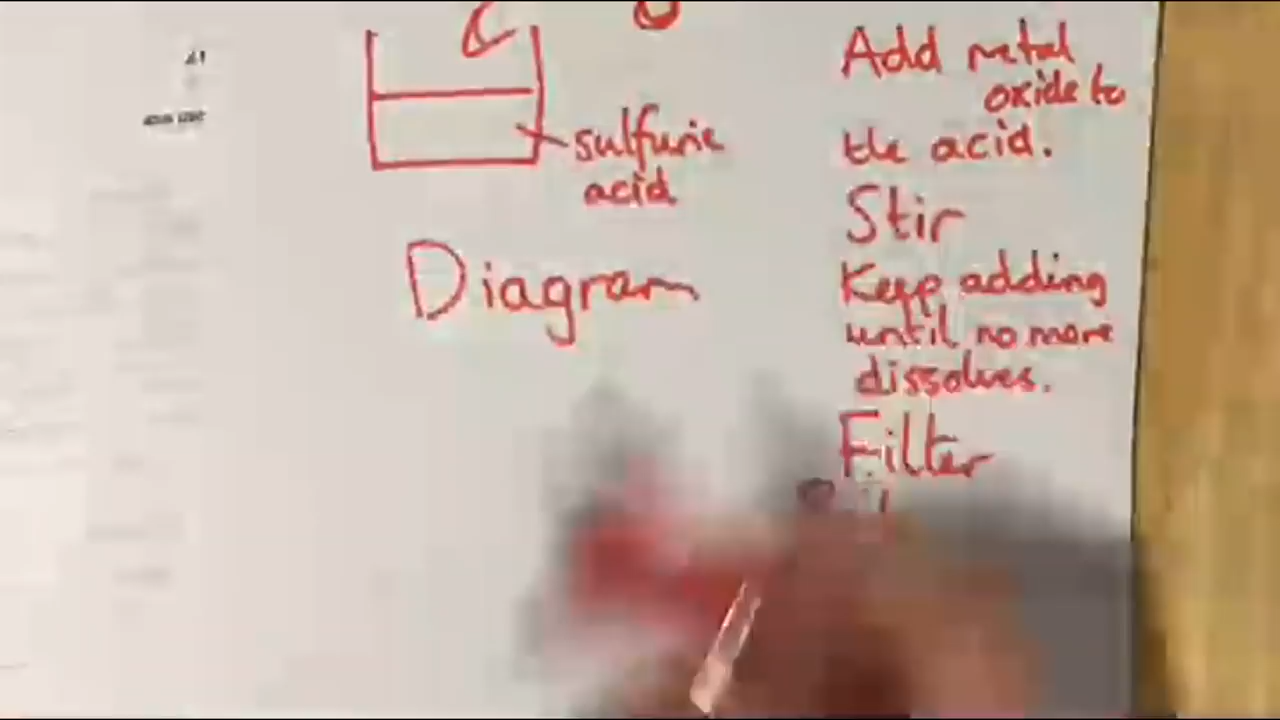 sulfuric
acid
Diagram
Add metal
oxide to
the acid.
Stir
Keep adding
until no more
dissolves.
Filter